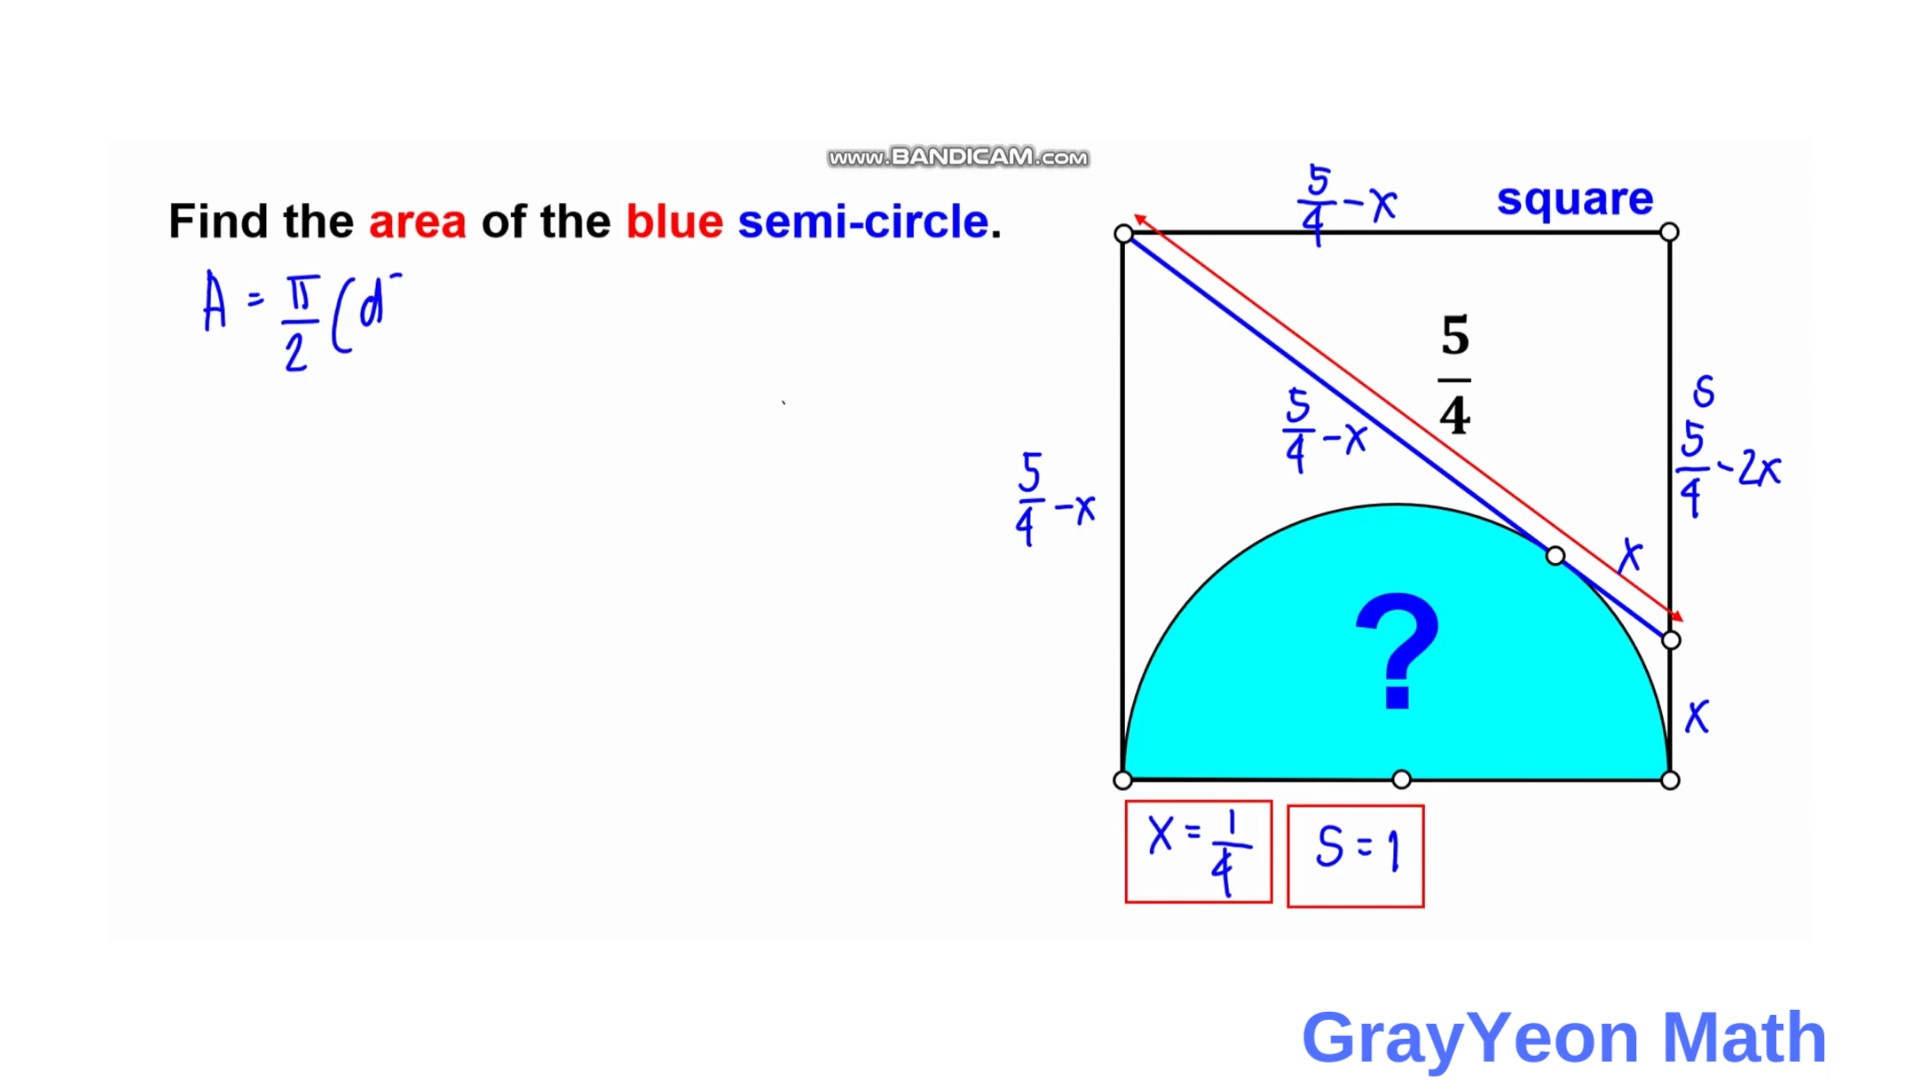 www.BANDICAM.com
Find the area of the blue semi-circle.
A = π/2 (d
5/4 - x
square
5/4
5/4 - x
S
5/4 - 2x
5/4 - x
x
?
x
x = 1/4
S = 1
GrayYeon Math